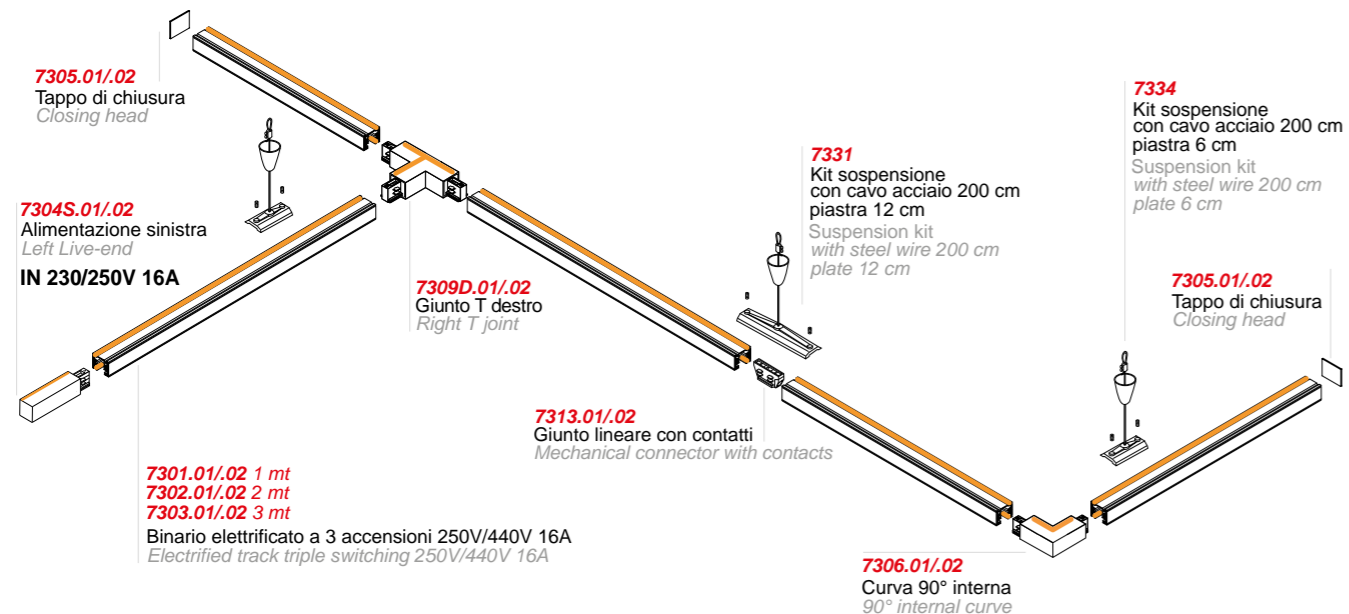 7305.01/.02
Tappo di chiusura
Closing head
7334
Kit sospensione
con cavo acciaio 200 cm
piastra 6 cm
Suspension kit
with steel wire 200 cm
plate 6 cm
7331
Kit sospensione
con cavo acciaio 200 cm
piastra 12 cm
Suspension kit
with steel wire 200 cm
plate 12 cm
7304S.01/.02
Alimentazione sinistra
Left Live-end
IN 230/250V 16A
7309D.01/.02
Giunto T destro
Right T joint
7305.01/.02
Tappo di chiusura
Closing head
7313.01/.02
Giunto lineare con contatti
Mechanical connector with contacts
7301.01/.02 1 mt
7302.01/.02 2 mt
7303.01/.02 3 mt
Binario elettrificato a 3 accensioni 250V/440V 16A
Electrified track triple switching 250V/440V 16A
7306.01/.02
Curva 90° interna
90° internal curve